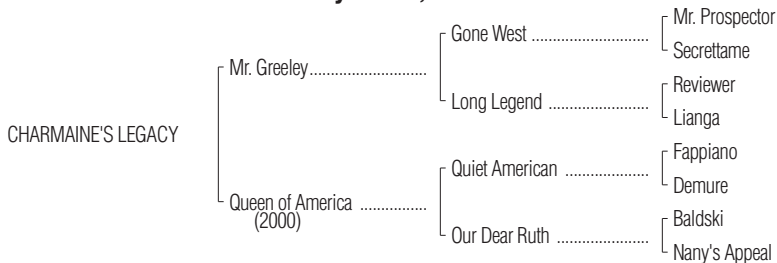 Mr. Prospector
Gone West ..........................
Secrettame
Mr. Greeley..........................
Reviewer
Long Legend ......................
Lianga
CHARMAINE'S LEGACY
Fappiano
Quiet American ..................
Demure
Queen of America ...............
(2000)
Baldski
Our Dear Ruth ....................
Nany's Appeal